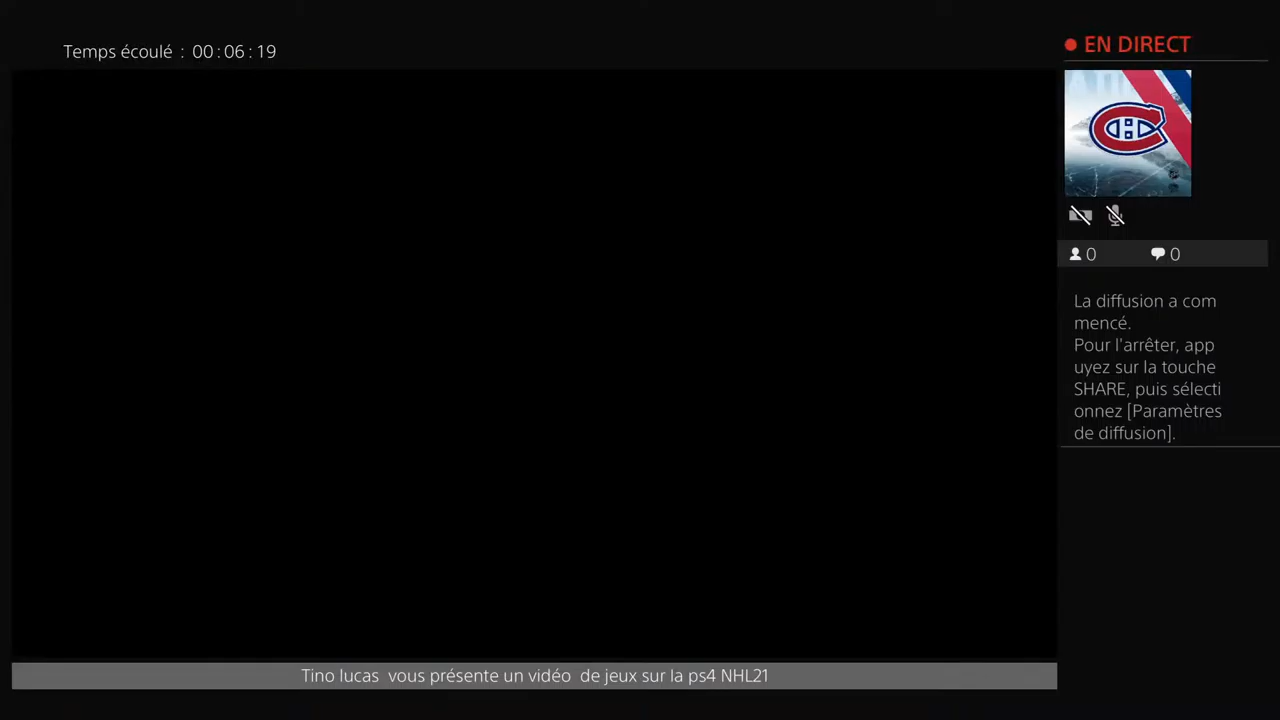 Temps écoulé : 00:06:19
EN DIRECT
0
0
La diffusion a com
mencé.
Pour l'arrêter, app
uyez sur la touche
SHARE, puis sélecti
onnez [Paramètres
de diffusion].
Tino lucas vous présente un vidéo de jeux sur la ps4 NHL21